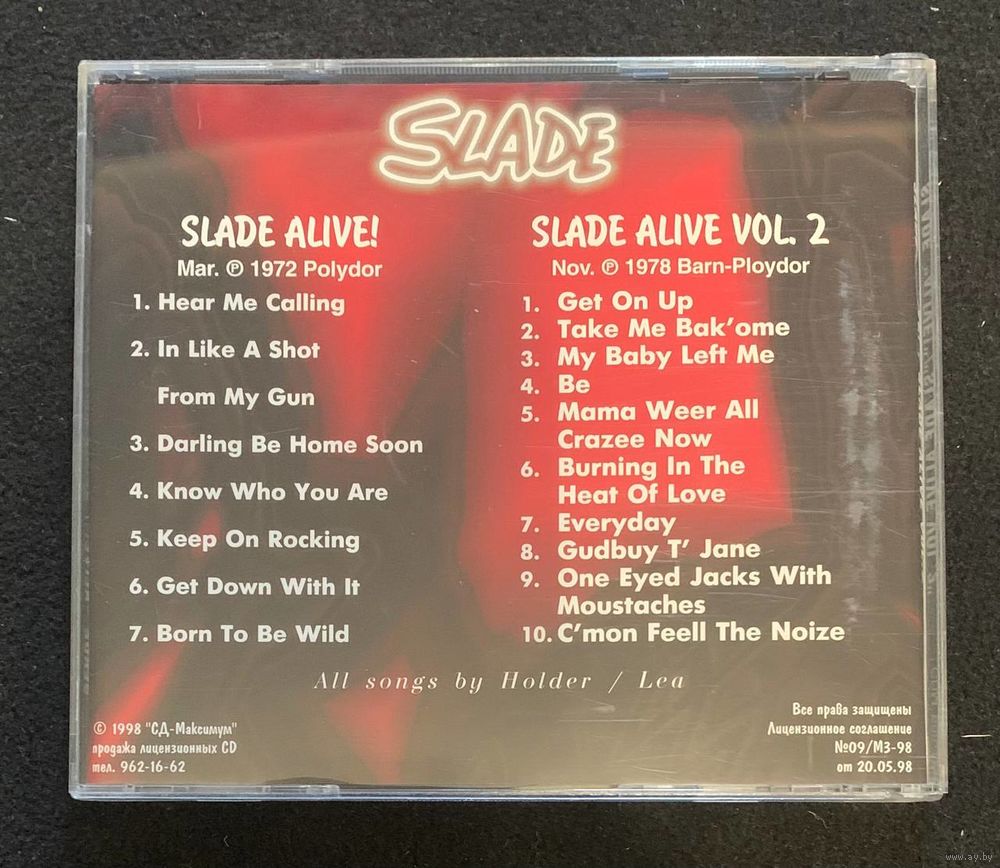 SLADE
SLADE ALIVE!
Mar. ℗ 1972 Polydor
1. Hear Me Calling
2. In Like A Shot
From My Gun
3. Darling Be Home Soon
4. Know Who You Are
5. Keep On Rocking
6. Get Down With It
7. Born To Be Wild
SLADE ALIVE VOL. 2
Nov. ℗ 1978 Barn-Ploydor
1. Get On Up
2. Take Me Bak'ome
3. My Baby Left Me
4. Be
5. Mama Weer All
Crazee Now
6. Burning In The
Heat Of Love
7. Everyday
8. Gudbuy T' Jane
9. One Eyed Jacks With
Moustaches
10. C'mon Feell The Noize
All songs by Holder / Lea
© 1998 "СД-Максимум"
продажа лицензионных CD
тел. 962-16-62
Все права защищены
Лицензионное соглашение
№09/МЗ-98
от 20.05.98
www.ay.by